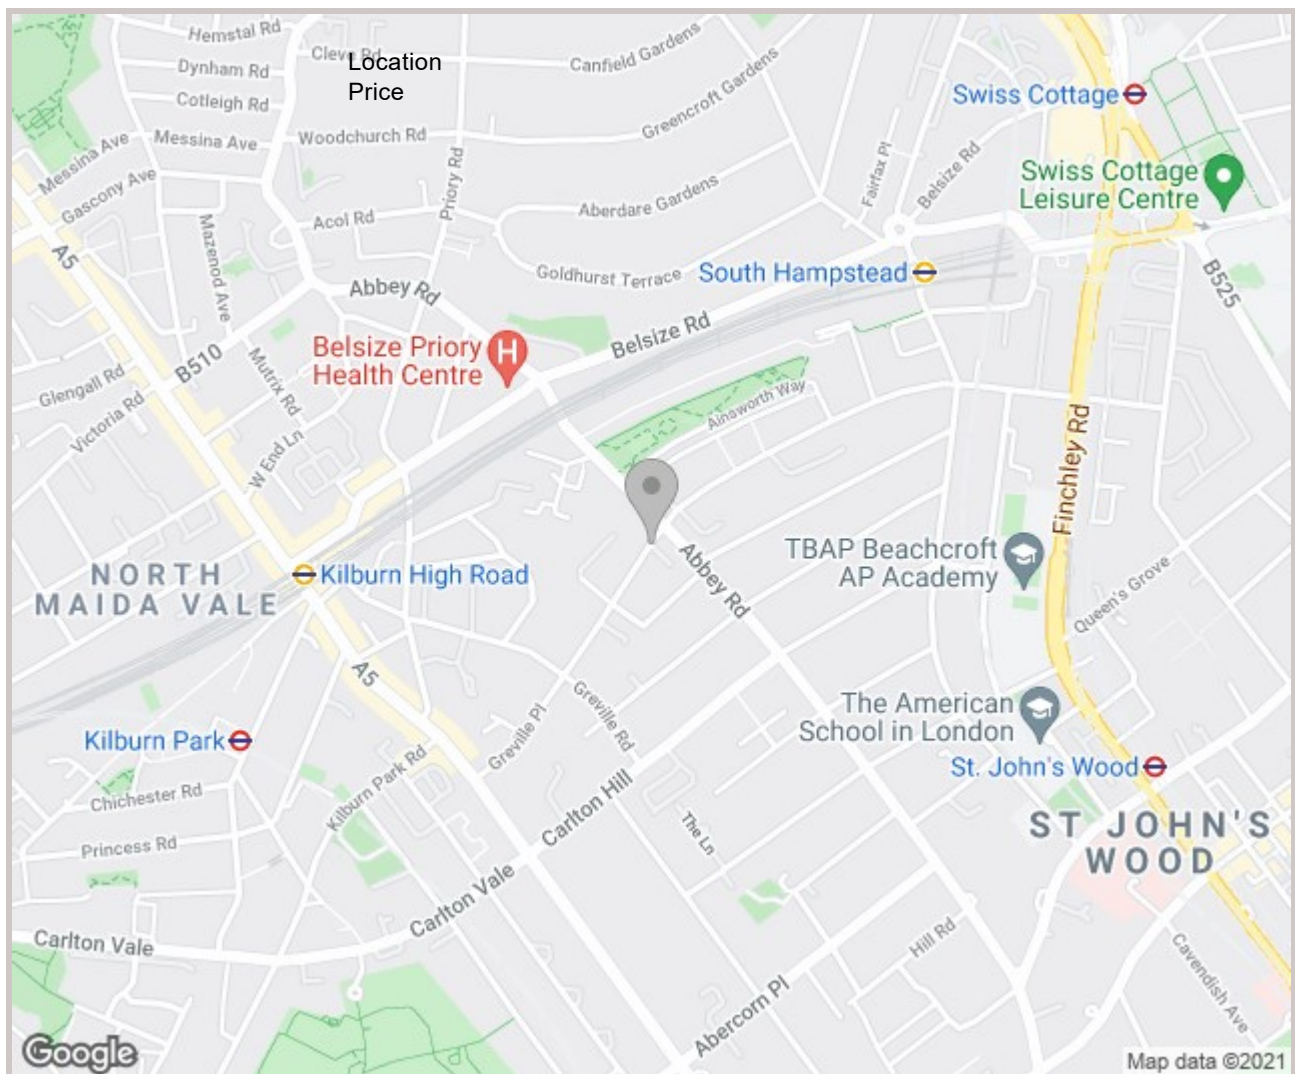 Hemstal Rd
Cleve Rd
Location
Price
Canfield Gardens
Dynham Rd
Cotleigh Rd
Greencroft Gardens
Swiss Cottage
Messina Ave
Messina Ave
Woodchurch Rd
Priory Rd
Fairfax Pl
Belsize Rd
Swiss Cottage
Leisure Centre
Gascony Ave
Mazenod Ave
Acol Rd
Aberdare Gardens
A5
Goldhurst Terrace
South Hampstead
B525
Abbey Rd
Belsize Rd
Belsize Priory
Health Centre
H
B510
Glengall Rd
Victoria Rd
Mutrix Rd
W End Ln
Ainsworth Way
Finchley Rd
NORTH
MAIDA VALE
Kilburn High Road
Abbey Rd
TBAP Beachcroft
AP Academy
Queen's Grove
A5
Greville Pl
Greville Rd
The American
School in London
Kilburn Park
St. John's Wood
Kilburn Park Rd
Chichester Rd
Princess Rd
Carlton Hill
The Ln
ST JOHN'S
WOOD
Carlton Vale
Carlton Vale
Hill Rd
Cavendish Ave
Abercorn Pl
Google
Map data ©2021